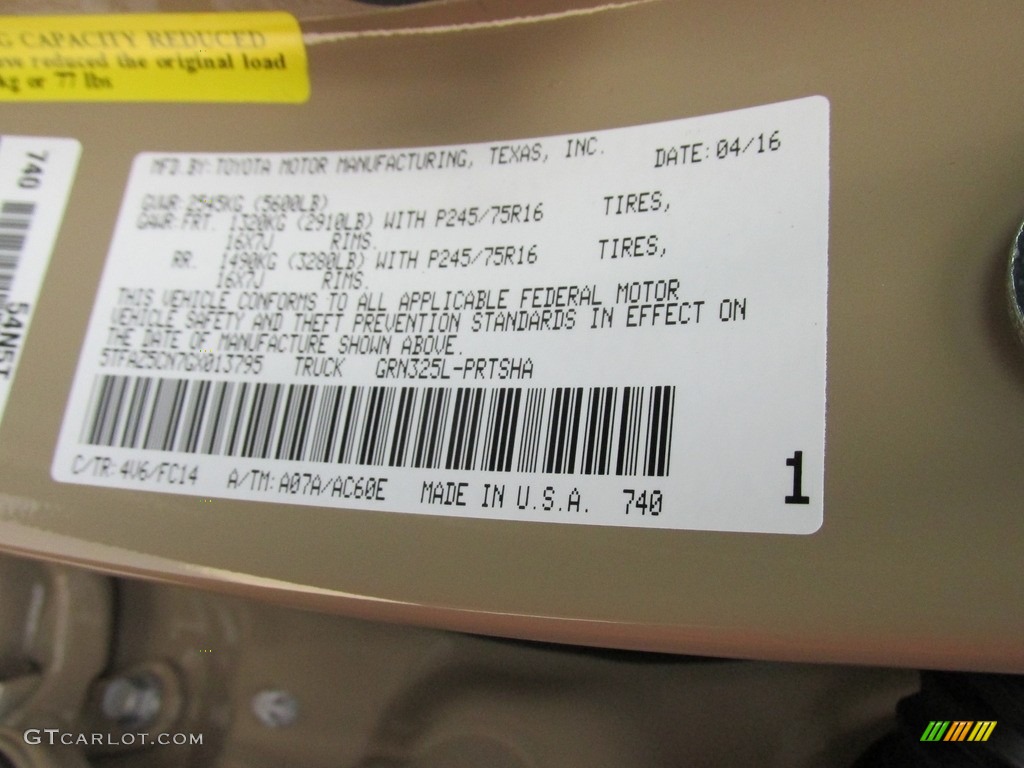 G CAPACITY REDUCED
ve reduced the original load
kg or 77 lbs
740
54N5T
MFD.BY:TOYOTA MOTOR MANUFACTURING, TEXAS, INC. DATE:04/16
GVWR:2545KG (5600LB)
GAWR:FRT. 1320KG (2910LB) WITH P245/75R16 TIRES,
16X7J RIMS.
RR. 1490KG (3280LB) WITH P245/75R16 TIRES,
16X7J RIMS.
THIS VEHICLE CONFORMS TO ALL APPLICABLE FEDERAL MOTOR
VEHICLE SAFETY AND THEFT PREVENTION STANDARDS IN EFFECT ON
THE DATE OF MANUFACTURE SHOWN ABOVE.
5TFAZ5CN7GX013795 TRUCK GRN325L-PRTSHA
C/TR:4V6/FC14 A/TM:A07A/AC60E MADE IN U.S.A. 740
1
GTCARLOT.COM